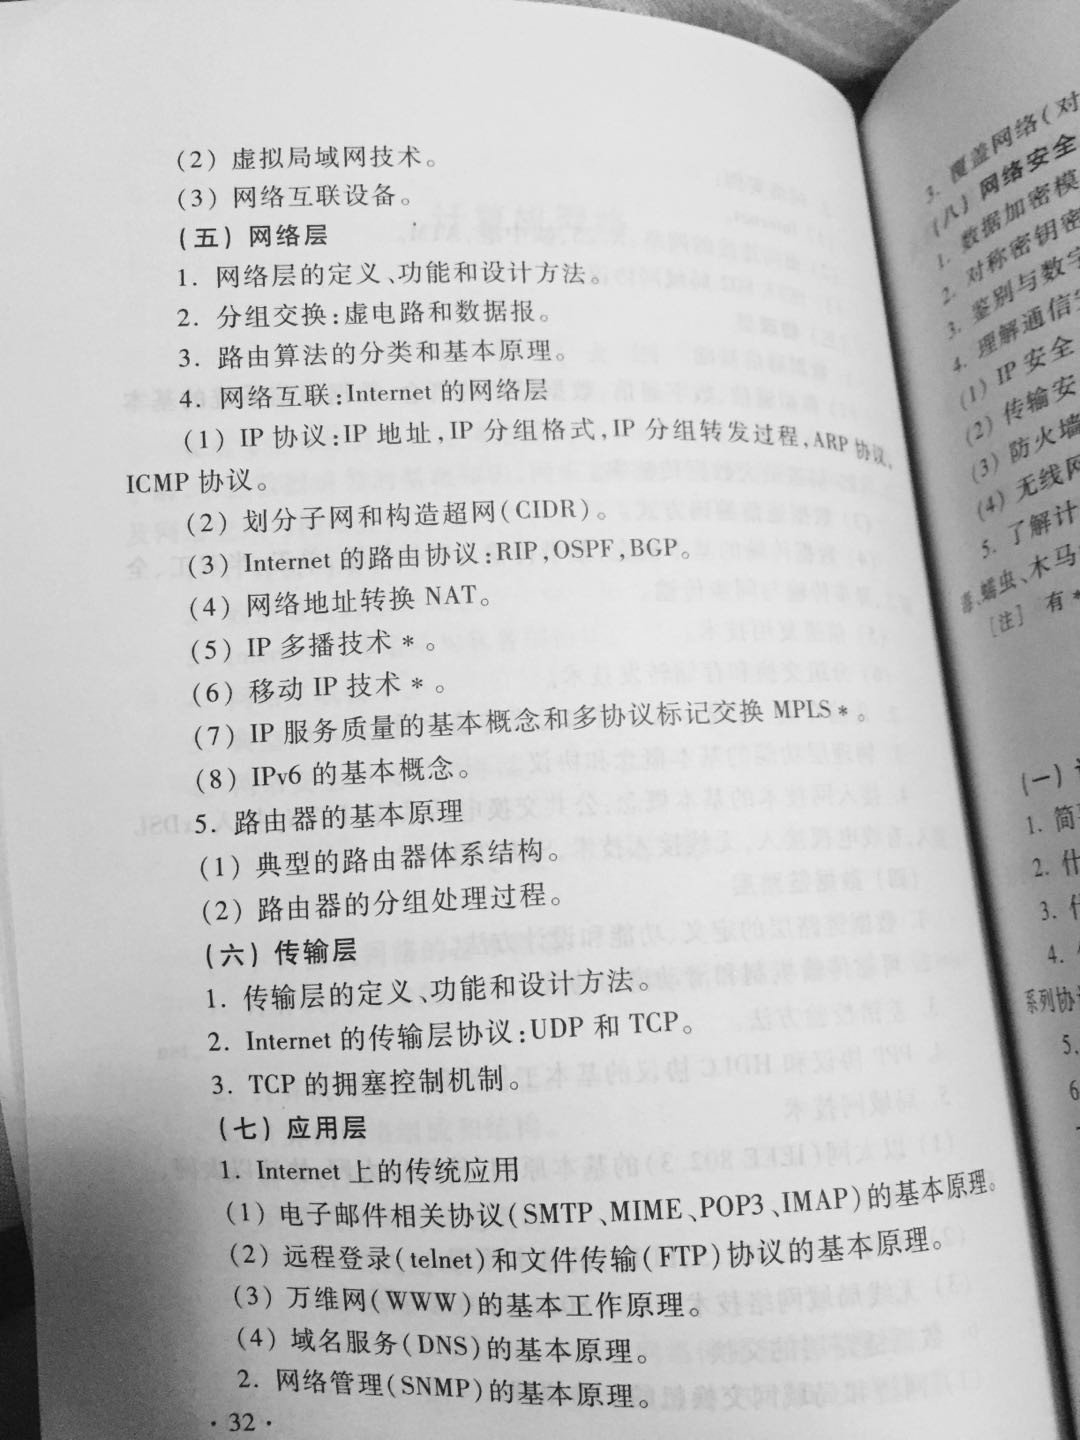 (2) 虚拟局域网技术。
(3) 网络互联设备。
(五) 网络层
1. 网络层的定义、功能和设计方法。
2. 分组交换:虚电路和数据报。
3. 路由算法的分类和基本原理。
4. 网络互联:Internet 的网络层
(1) IP 协议:IP 地址,IP 分组格式,IP 分组转发过程,ARP 协议,
ICMP 协议。
(2) 划分子网和构造超网(CIDR)。
(3) Internet 的路由协议:RIP,OSPF,BGP。
(4) 网络地址转换 NAT。
(5) IP 多播技术 * 。
(6) 移动 IP 技术 * 。
(7) IP 服务质量的基本概念和多协议标记交换 MPLS * 。
(8) IPv6 的基本概念。
5. 路由器的基本原理
(1) 典型的路由器体系结构。
(2) 路由器的分组处理过程。
(六) 传输层
1. 传输层的定义、功能和设计方法。
2. Internet 的传输层协议:UDP 和 TCP。
3. TCP 的拥塞控制机制。
(七) 应用层
1. Internet 上的传统应用
(1) 电子邮件相关协议(SMTP、MIME、POP3、IMAP)的基本原理。
(2) 远程登录(telnet)和文件传输(FTP)协议的基本原理。
(3) 万维网(WWW)的基本工作原理。
(4) 域名服务(DNS)的基本原理。
2. 网络管理(SNMP)的基本原理。
· 32 ·
3. 覆盖网络(对
(八) 网络安全
1. 数据加密模
2. 对称密钥密
3. 鉴别与数字
4. 理解通信安
(1) IP 安全
(2) 传输安
(3) 防火墙
(4) 无线网
5. 了解计
毒、蠕虫、木马
[注] 有 *
(一)
1. 简
2. 什
3. 什
4.
系列协议
5.
6